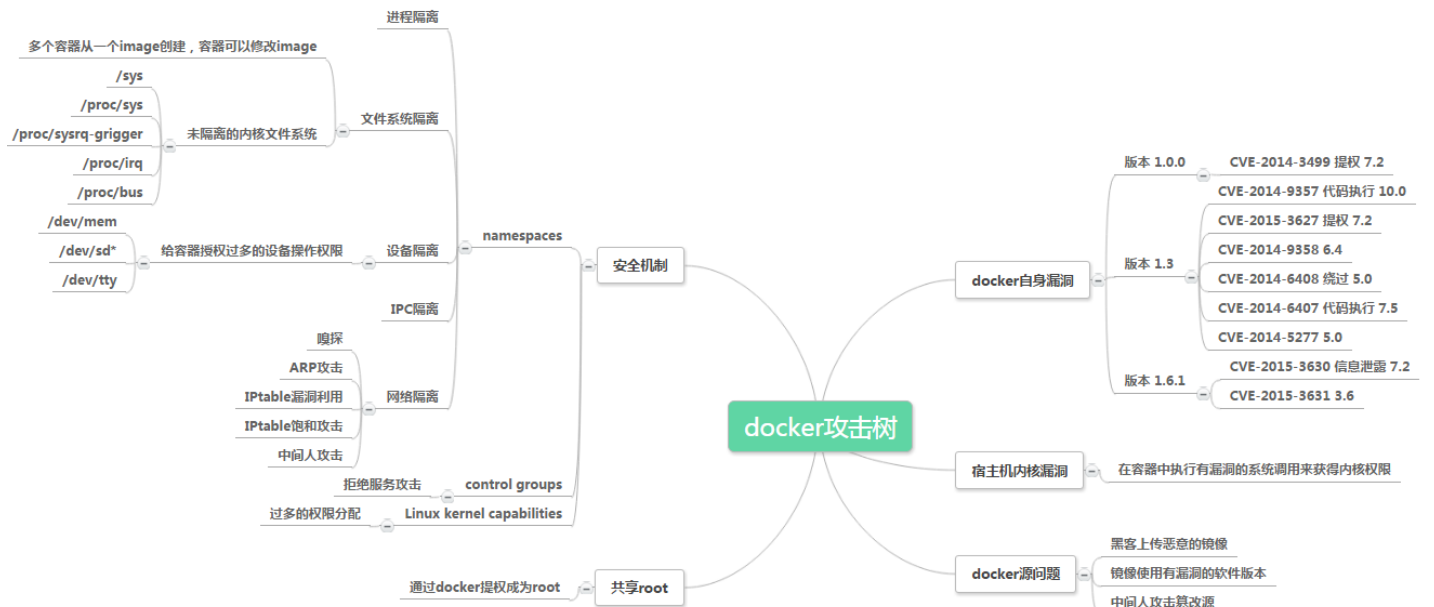 docker攻击树
安全机制
namespaces
进程隔离
文件系统隔离
多个容器从一个image创建，容器可以修改image
未隔离的内核文件系统
/sys
/proc/sys
/proc/sysrq-grigger
/proc/irq
/proc/bus
设备隔离
给容器授权过多的设备操作权限
/dev/mem
/dev/sd*
/dev/tty
IPC隔离
网络隔离
嗅探
ARP攻击
IPtable漏洞利用
IPtable饱和攻击
中间人攻击
control groups
拒绝服务攻击
Linux kernel capabilities
过多的权限分配
共享root
通过docker提权成为root
docker自身漏洞
版本 1.0.0
CVE-2014-3499 提权 7.2
版本 1.3
CVE-2014-9357 代码执行 10.0
CVE-2015-3627 提权 7.2
CVE-2014-9358 6.4
CVE-2014-6408 绕过 5.0
CVE-2014-6407 代码执行 7.5
CVE-2014-5277 5.0
版本 1.6.1
CVE-2015-3630 信息泄露 7.2
CVE-2015-3631 3.6
宿主机内核漏洞
在容器中执行有漏洞的系统调用来获得内核权限
docker源问题
黑客上传恶意的镜像
镜像使用有漏洞的软件版本
中间人攻击篡改源